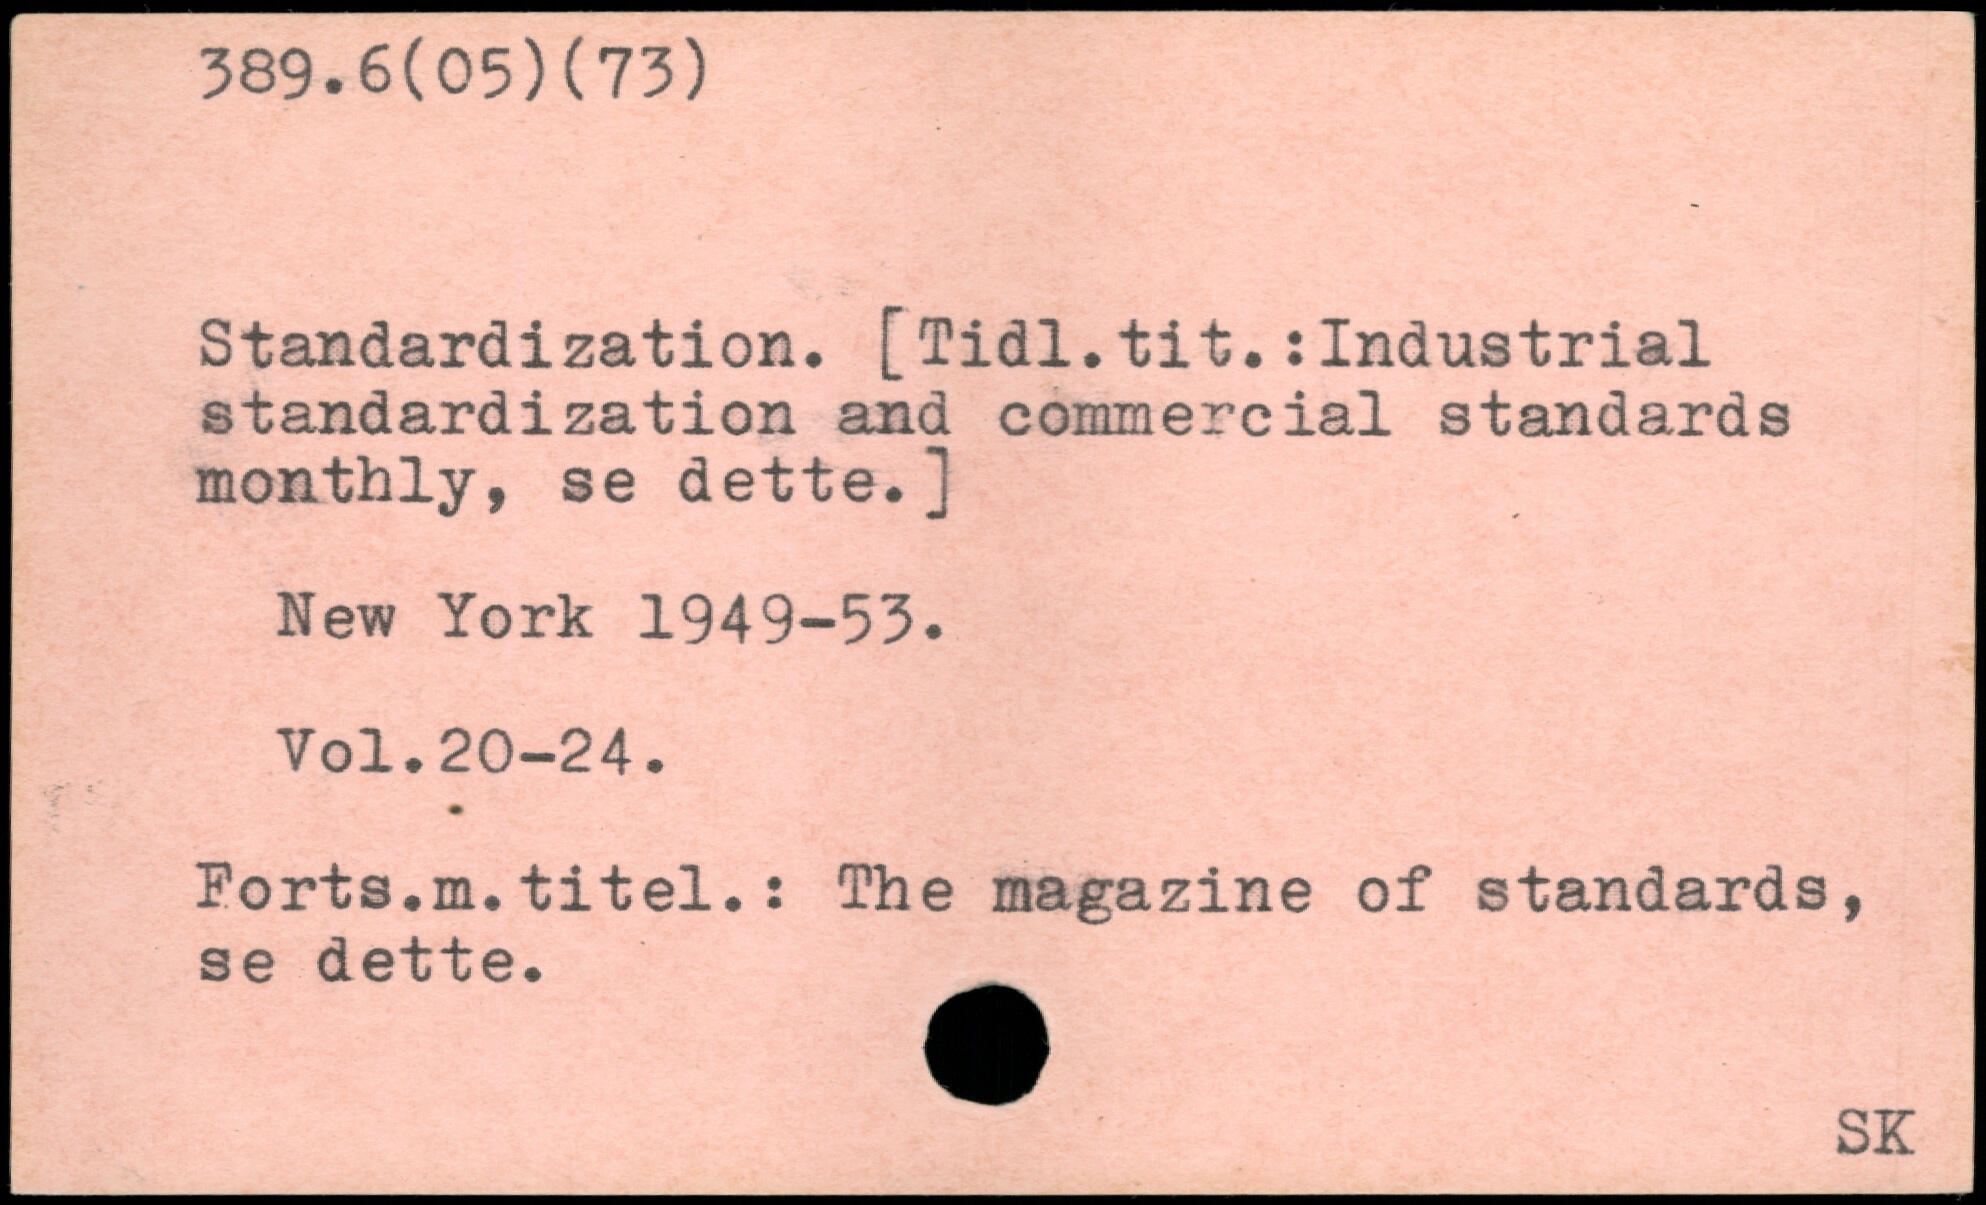 389.6(05)(73)
Standardization. [Tidl.tit.:Industrial
standardization and commercial standards
monthly, se dette.]
New York 1949-53.
Vol.20-24.
Forts.m.titel.: The magazine of standards,
se dette.
SK